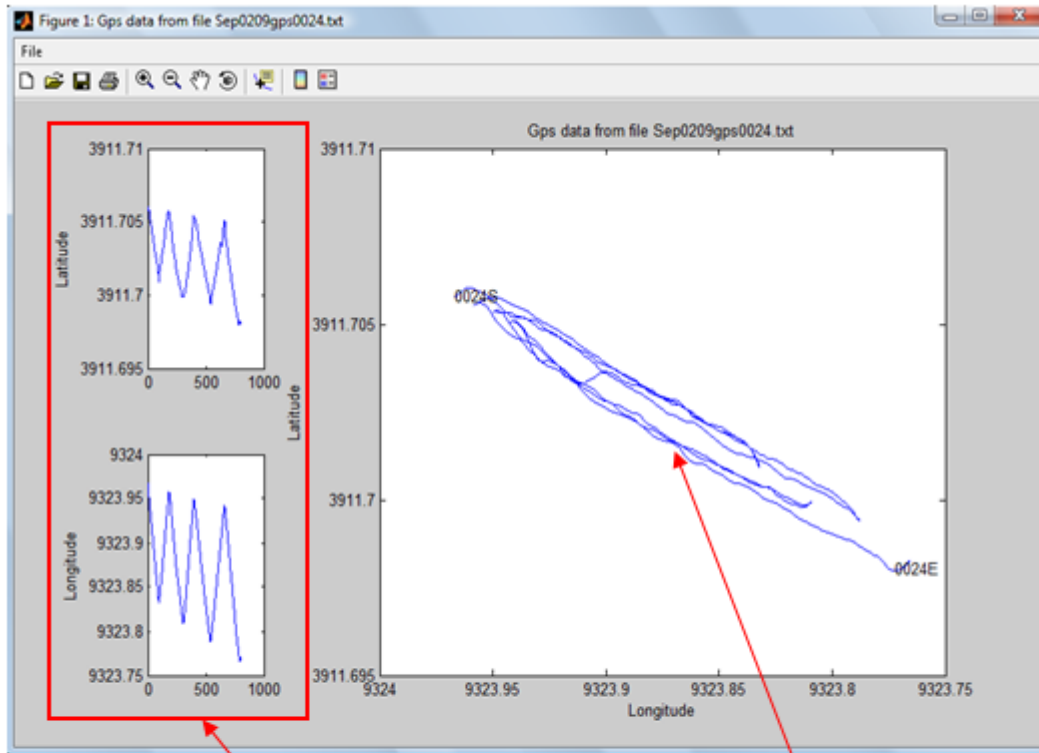 Figure 1: Gps data from file Sep0209gps0024.txt
File
3911.71
3911.705
3911.7
3911.695
Latitude
0 500 1000
9324
9323.95
9323.9
9323.85
9323.8
9323.75
Longitude
0 500 1000
Gps data from file Sep0209gps0024.txt
3911.71
3911.705
3911.7
3911.695
Latitude
0024S
0024E
9324 9323.95 9323.9 9323.85 9323.8 9323.75
Longitude